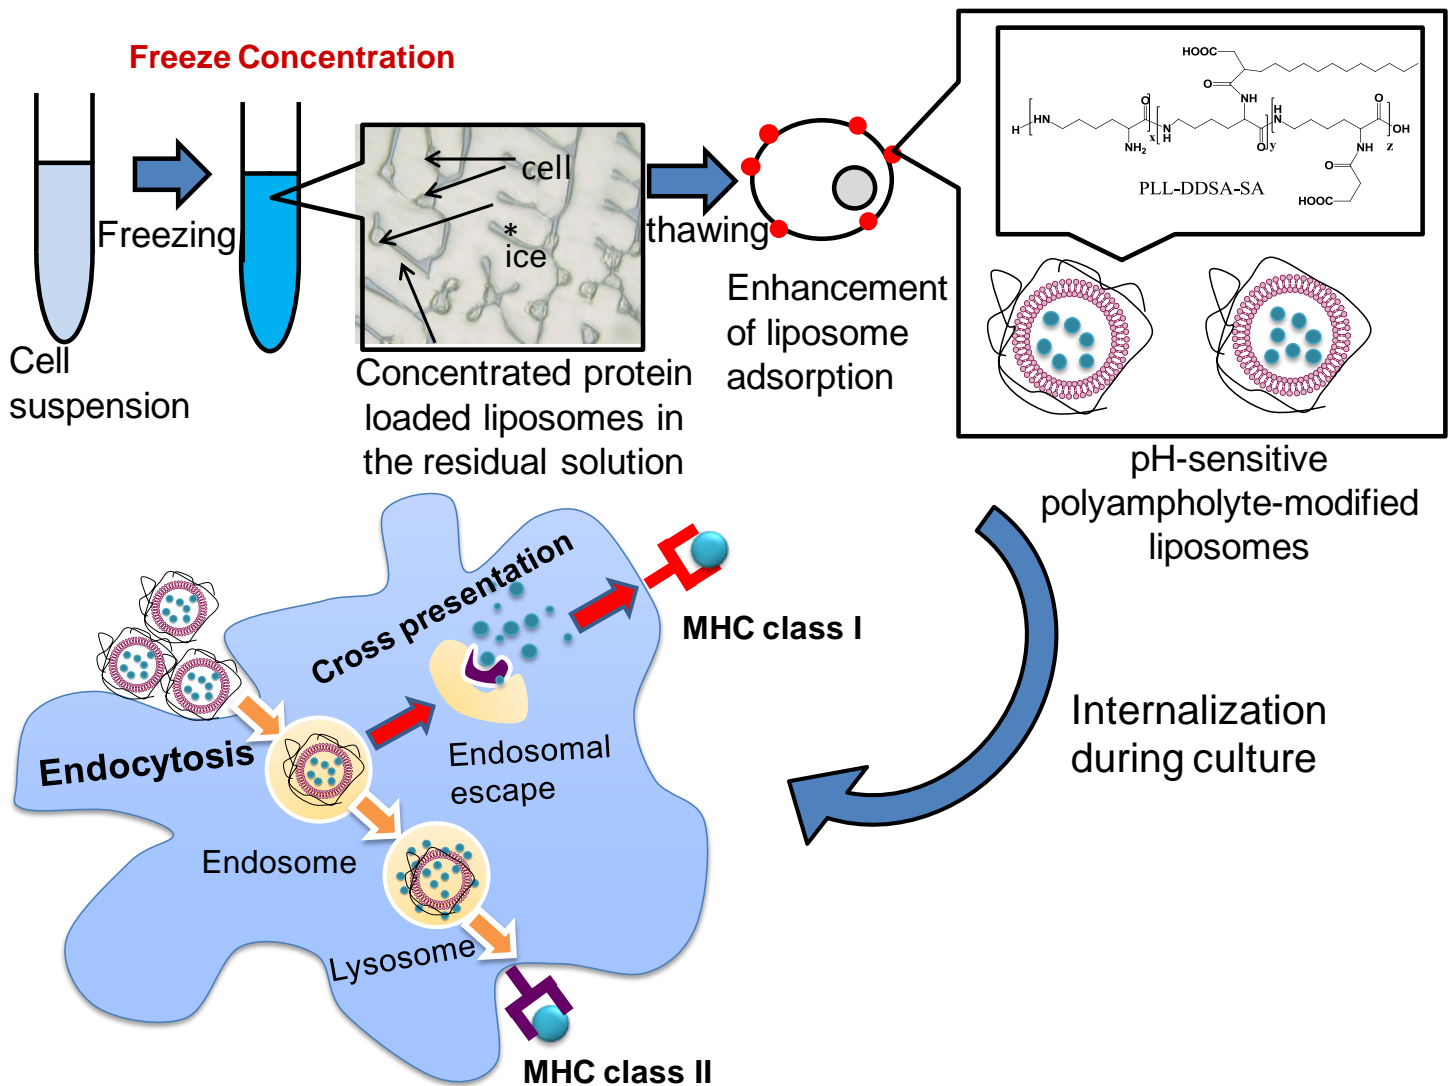 Freeze Concentration
Freezing
Cell
suspension
cell
*
ice
Concentrated protein
loaded liposomes in
the residual solution
thawing
Enhancement
of liposome
adsorption
HOOC
O
NH
H
HN
O
NH2
x
N
H
O
y
N
H
O
OH
z
NH
O
HOOC
PLL-DDSA-SA
pH-sensitive
polyampholyte-modified
liposomes
Internalization
during culture
Cross presentation
MHC class I
Endocytosis
Endosomal
escape
Endosome
Lysosome
MHC class II